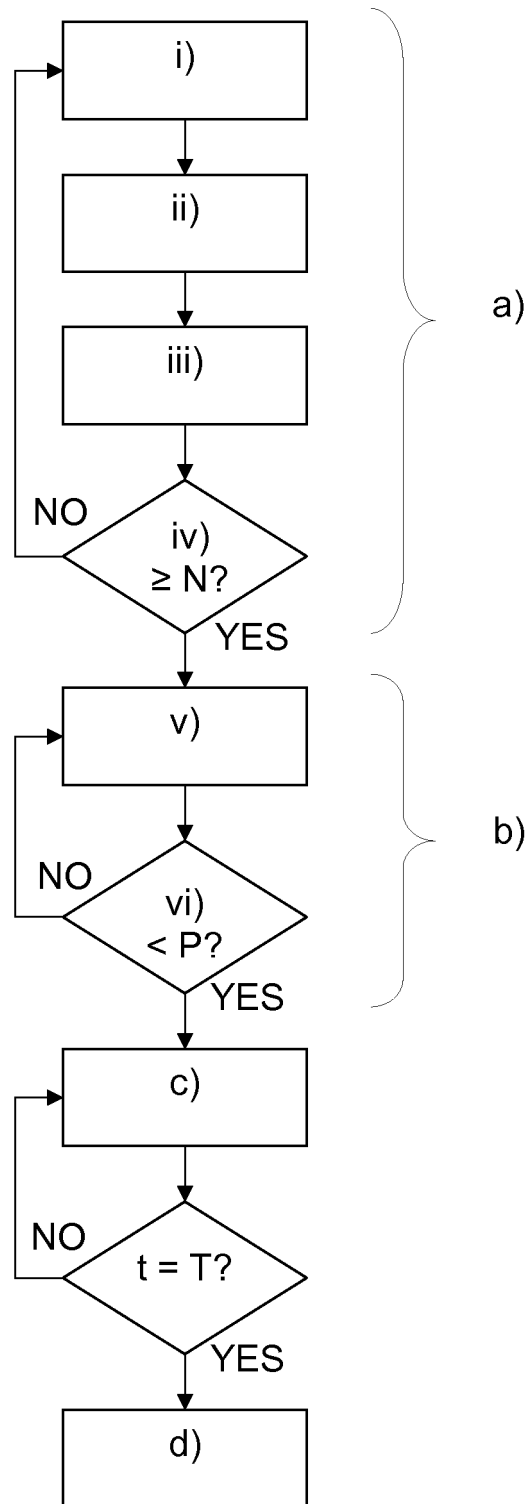 i)
ii)
iii)
a)
NO
iv)
≥ N?
YES
v)
b)
NO
vi)
< P?
YES
c)
NO
t = T?
YES
d)